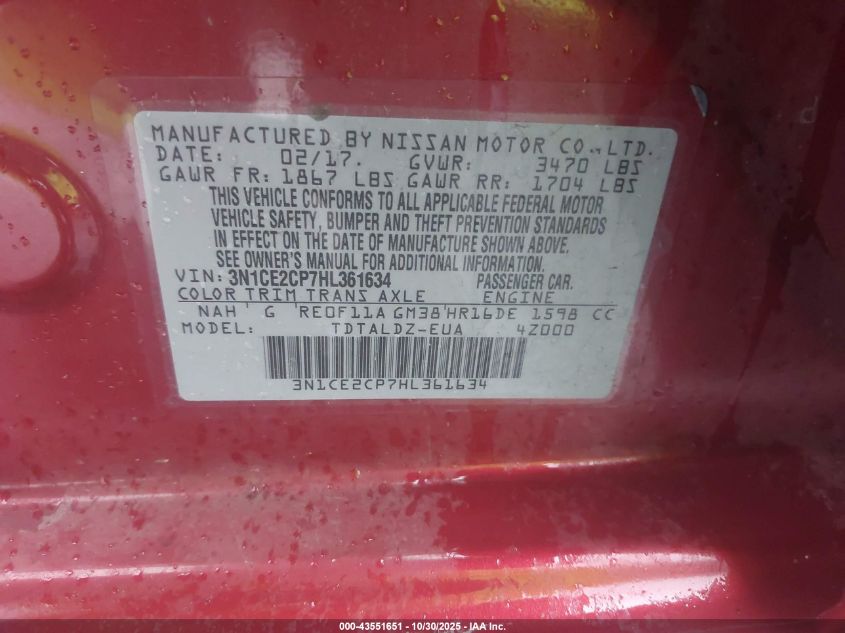 MANUFACTURED BY NISSAN MOTOR CO.,LTD.
DATE: 02/17. GVWR: 3470 LBS
GAWR FR: 1867 LBS GAWR RR: 1704 LBS
THIS VEHICLE CONFORMS TO ALL APPLICABLE FEDERAL MOTOR
VEHICLE SAFETY, BUMPER AND THEFT PREVENTION STANDARDS
IN EFFECT ON THE DATE OF MANUFACTURE SHOWN ABOVE.
SEE OWNER'S MANUAL FOR ADDITIONAL INFORMATION.
VIN: 3N1CE2CP7HL361634 PASSENGER CAR.
COLOR TRIM TRANS AXLE ENGINE
NAH G RE0F11A GM38 HR16DE 1598 CC
MODEL: TDTALDZ-EUA 4Z000
3N1CE2CP7HL361634
000-43551651 - 10/30/2025 - IAA Inc.